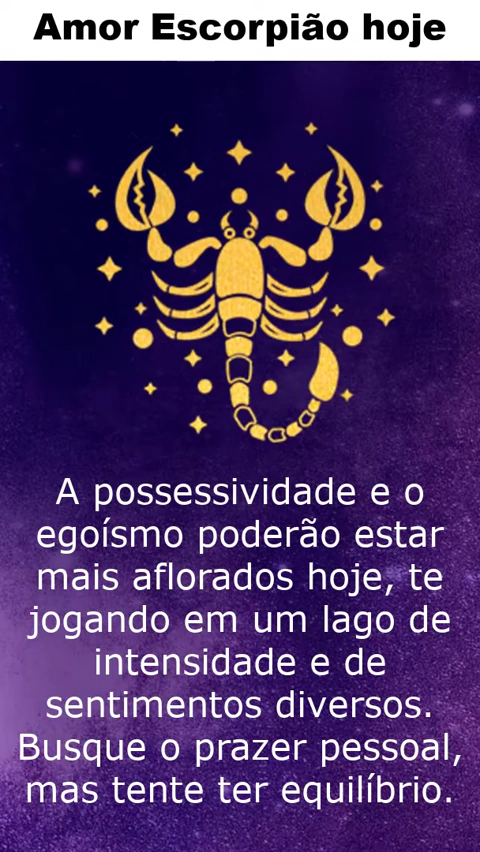 Amor Escorpião hoje
A possessividade e o
egoísmo poderão estar
mais aflorados hoje, te
jogando em um lago de
intensidade e de
sentimentos diversos.
Busque o prazer pessoal,
mas tente ter equilíbrio.